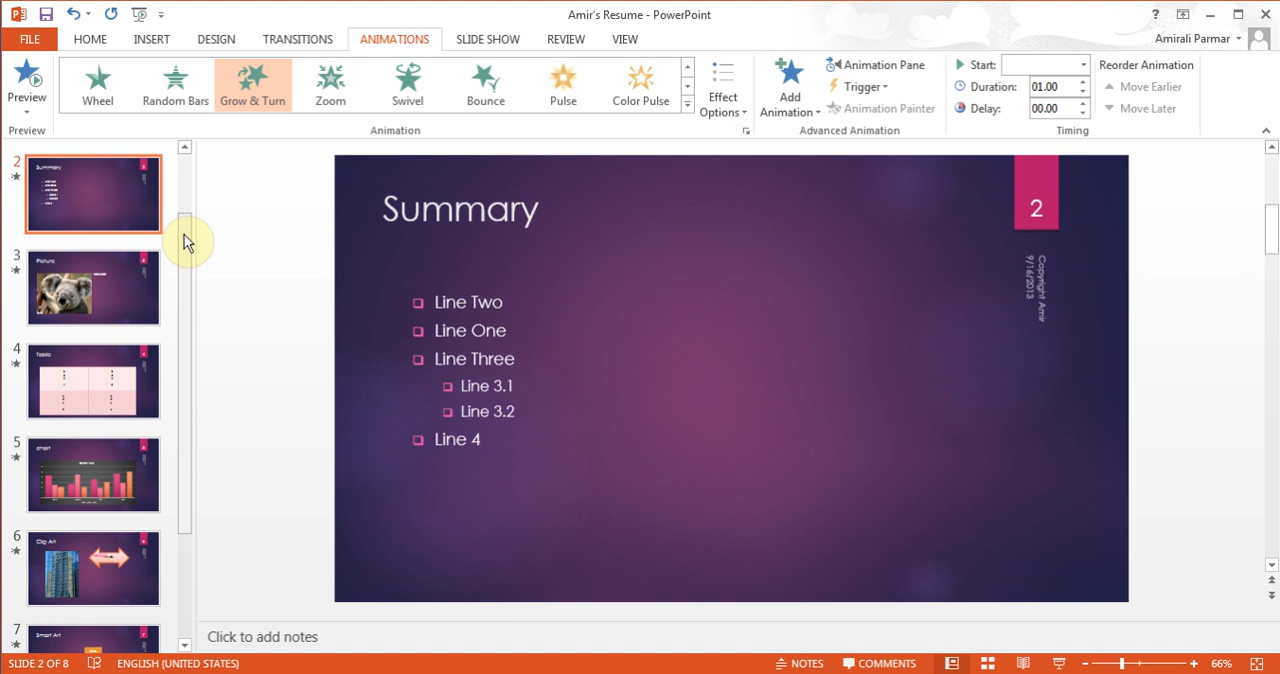 Amir's Resume - PowerPoint
?
FILE HOME INSERT DESIGN TRANSITIONS ANIMATIONS SLIDE SHOW REVIEW VIEW
Amirali Parmar
Preview
Wheel Random Bars Grow & Turn Zoom Swivel Bounce Pulse Color Pulse
Effect Options
Add Animation
Animation Pane
Trigger
Animation Painter
Start:
Duration: 01.00
Delay: 00.00
Reorder Animation
Move Earlier
Move Later
Preview Animation Advanced Animation Timing
2
Summary
3
Picture
4
Table
5
Chart
6
Clip Art
7
Smart Art
Summary
2
Copyright Amir
9/16/2013
Line Two
Line One
Line Three
Line 3.1
Line 3.2
Line 4
Click to add notes
SLIDE 2 OF 8 ENGLISH (UNITED STATES) NOTES COMMENTS 66%